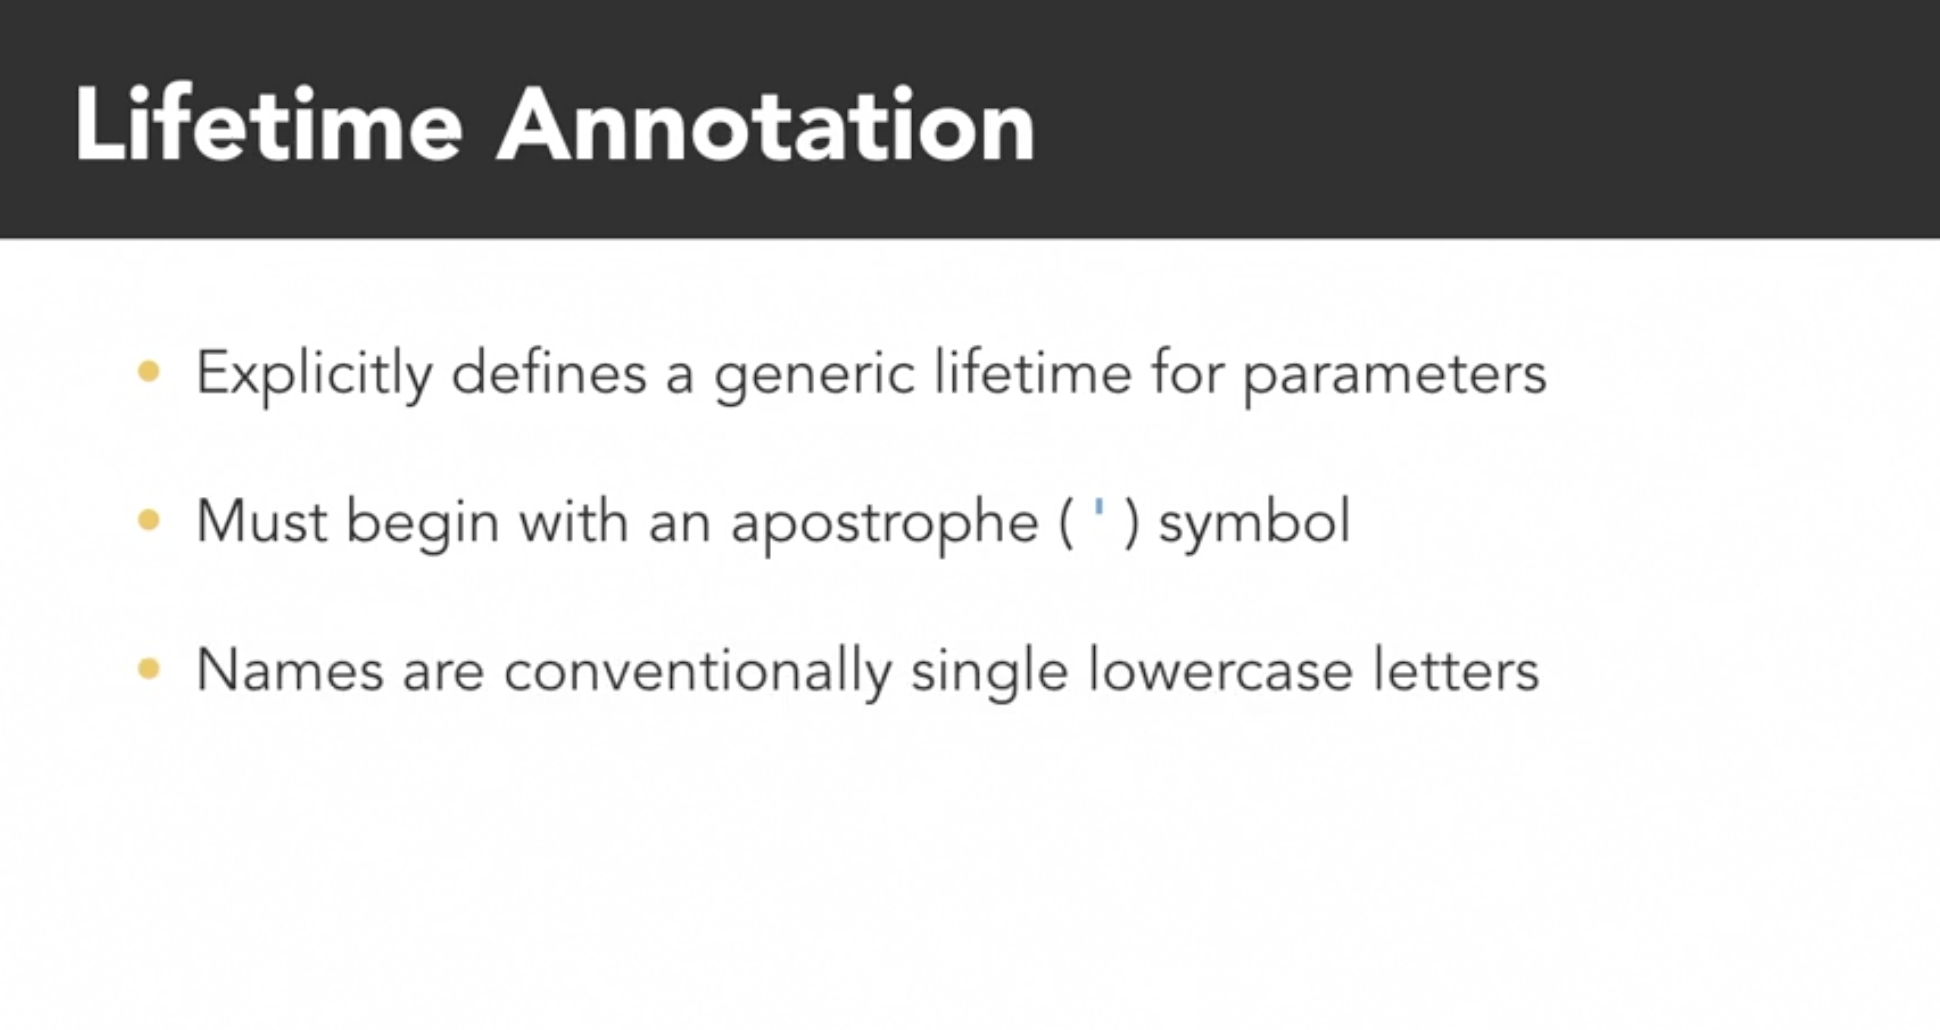 Lifetime Annotation
• Explicitly defines a generic lifetime for parameters
• Must begin with an apostrophe ( ' ) symbol
• Names are conventionally single lowercase letters